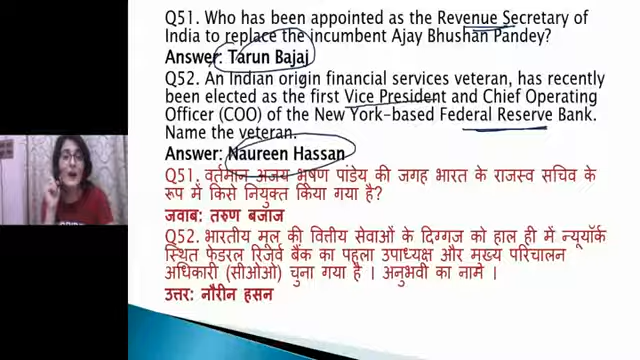 Q51. Who has been appointed as the Revenue Secretary of
India to replace the incumbent Ajay Bhushan Pandey?
Answer: Tarun Bajaj
Q52. An Indian origin financial services veteran, has recently
been elected as the first Vice President and Chief Operating
Officer (COO) of the New York-based Federal Reserve Bank.
Name the veteran.
Answer: Naureen Hassan
Q51. वर्तमान अजय भूषण पांडेय की जगह भारत के राजस्व सचिव के
रूप में किसे नियुक्त किया गया है?
जवाब: तरुण बजाज
Q52. भारतीय मूल की वित्तीय सेवाओं के दिग्गज को हाल ही में न्यूयॉर्क
स्थित फेडरल रिजर्व बैंक का पहला उपाध्यक्ष और मुख्य परिचालन
अधिकारी (सीओओ) चुना गया है | अनुभवी का नामे |
उत्तर: नौरीन हसन